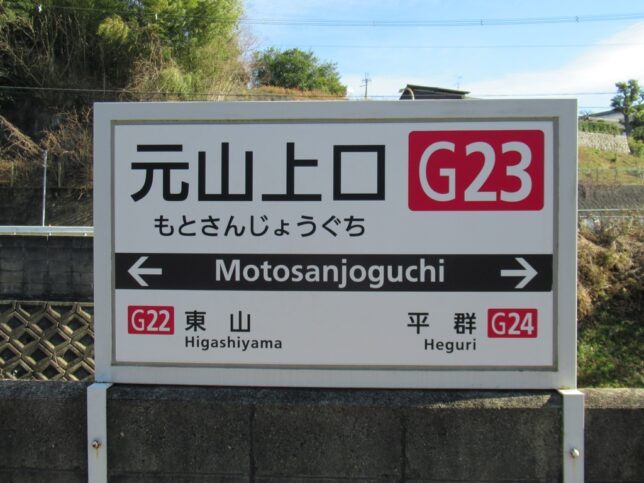 元山上口 G23
もとさんじょうぐち
← Motosanjoguchi →
G22 東山 平群 G24
Higashiyama Heguri